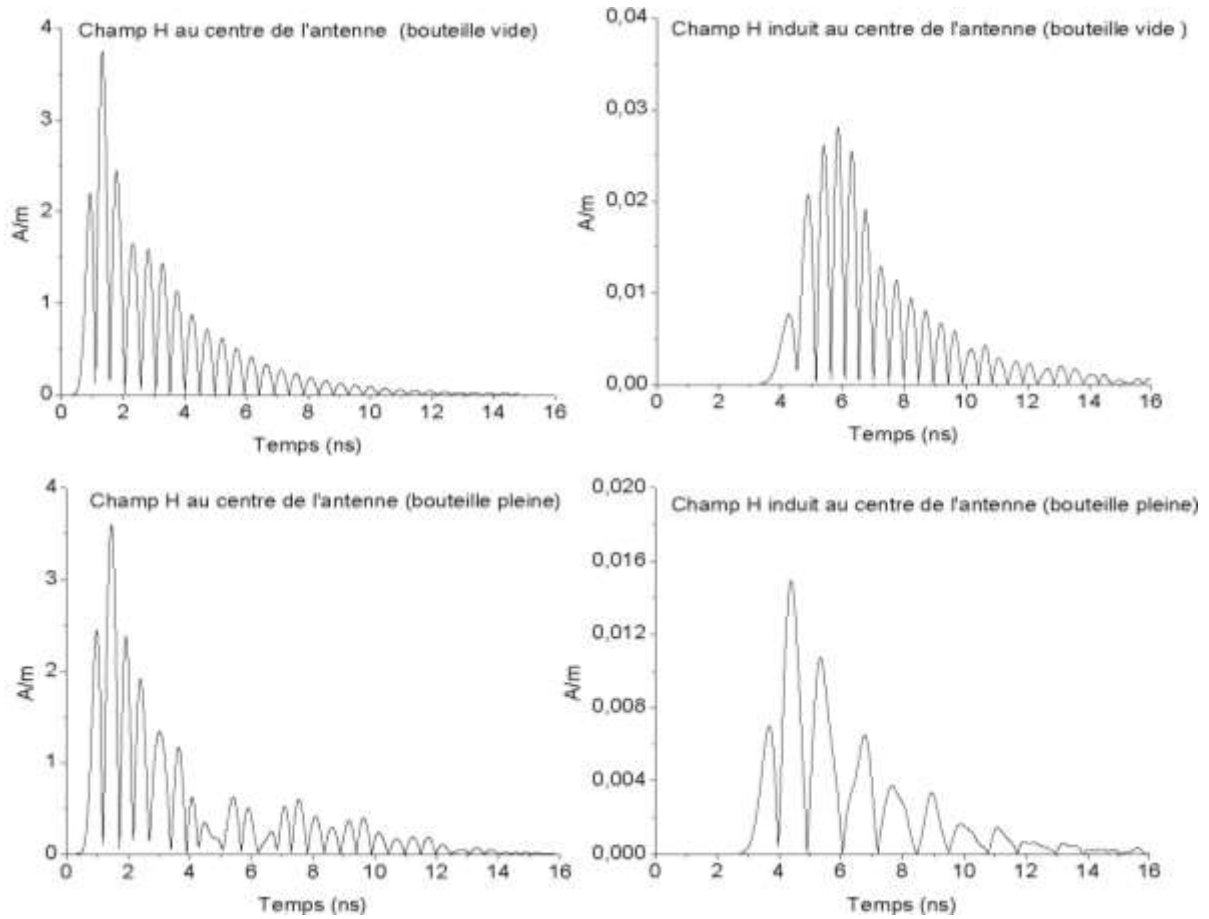 Champ H au centre de l'antenne (bouteille vide)
4
3
2
1
0
A/m
0 2 4 6 8 10 12 14 16
Temps (ns)
Champ H induit au centre de l'antenne (bouteille vide )
0,04
0,03
0,02
0,01
0,00
A/m
0 2 4 6 8 10 12 14 16
Temps (ns)
Champ H au centre de l'antenne (bouteille pleine)
4
3
2
1
0
A/m
0 2 4 6 8 10 12 14 16
Temps (ns)
Champ H induit au centre de l'antenne (bouteille pleine)
0,020
0,016
0,012
0,008
0,004
0,000
A/m
0 2 4 6 8 10 12 14 16
Temps (ns)